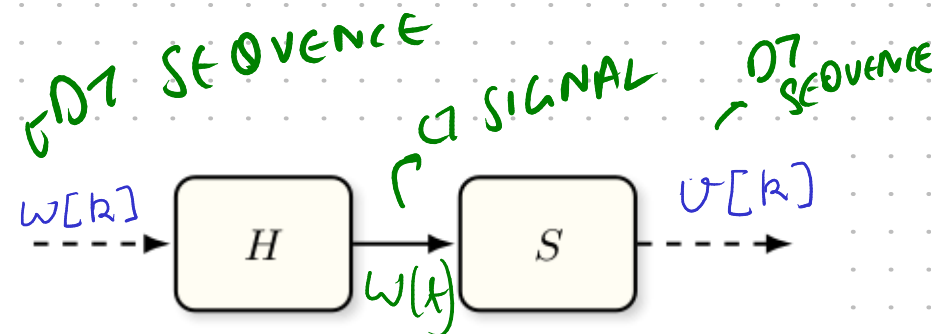 DT SEQUENCE
CT SIGNAL
DT
SEQUENCE
w[k]
H
w(t)
S
v[k]